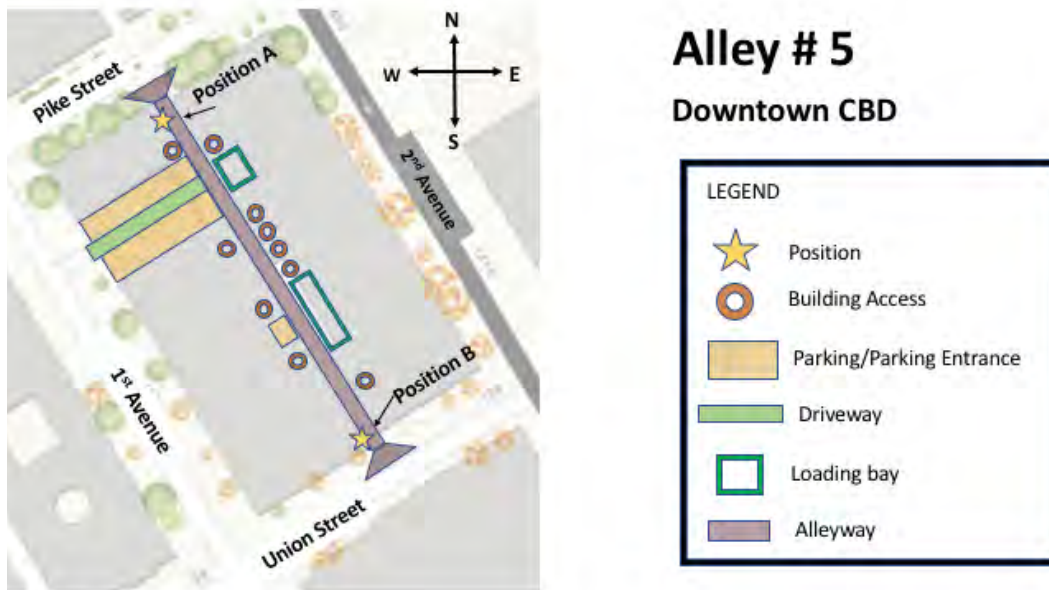 Alley # 5
Downtown CBD
N
W
E
S
Pike Street
Position A
2nd Avenue
Position B
1st Avenue
Union Street
LEGEND
Position
Building Access
Parking/Parking Entrance
Driveway
Loading bay
Alleyway